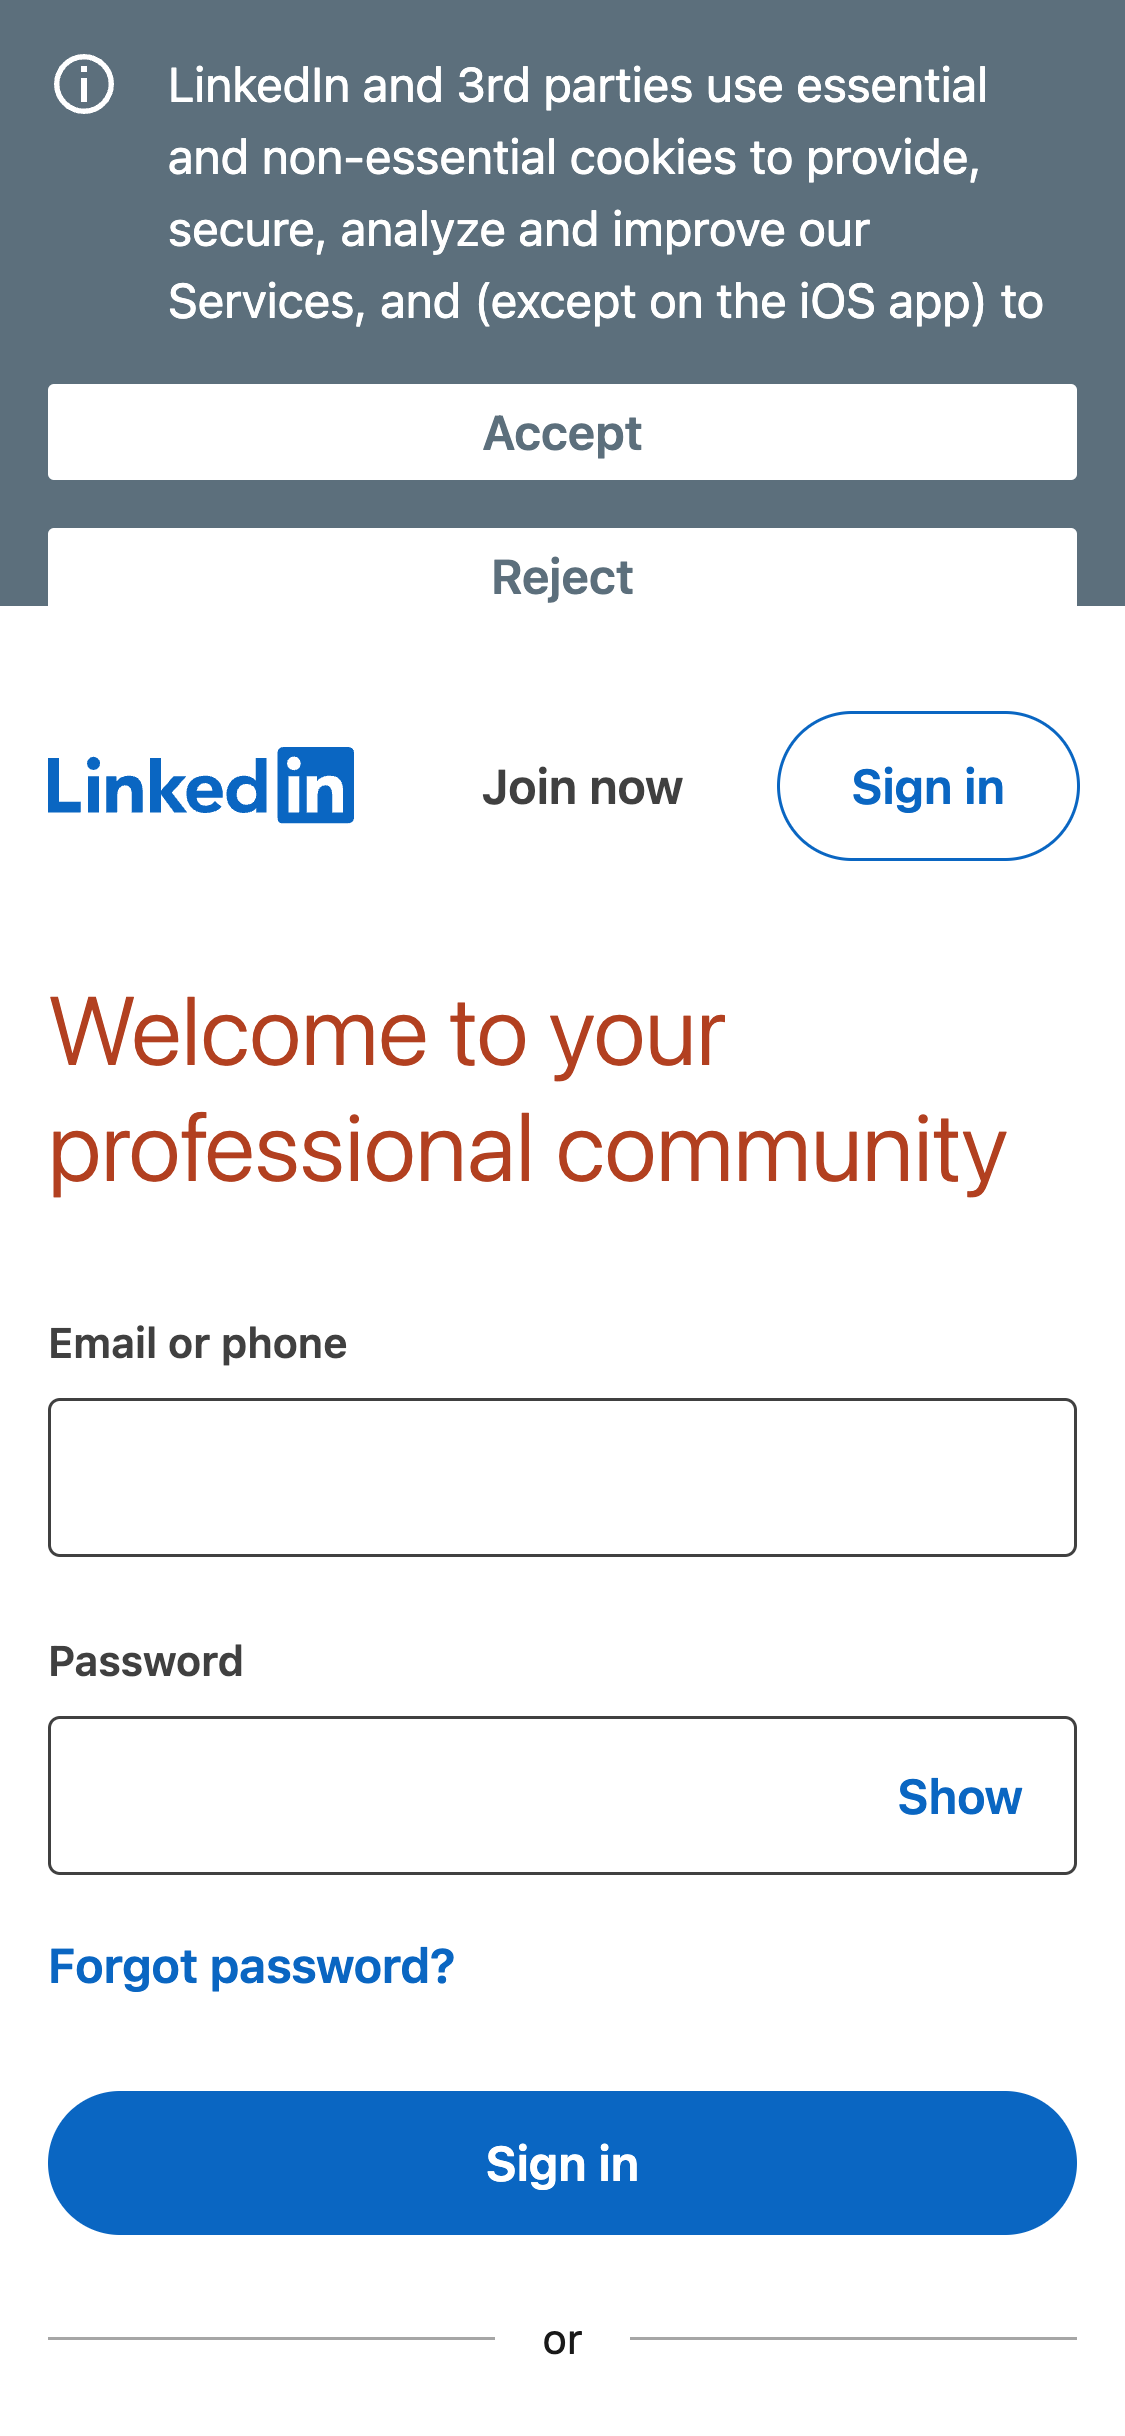 LinkedIn and 3rd parties use essential
and non-essential cookies to provide,
secure, analyze and improve our
Services, and (except on the iOS app) to
Accept
Reject
Linkedin
Join now
Sign in
Welcome to your
professional community
Email or phone
Password
Show
Forgot password?
Sign in
or